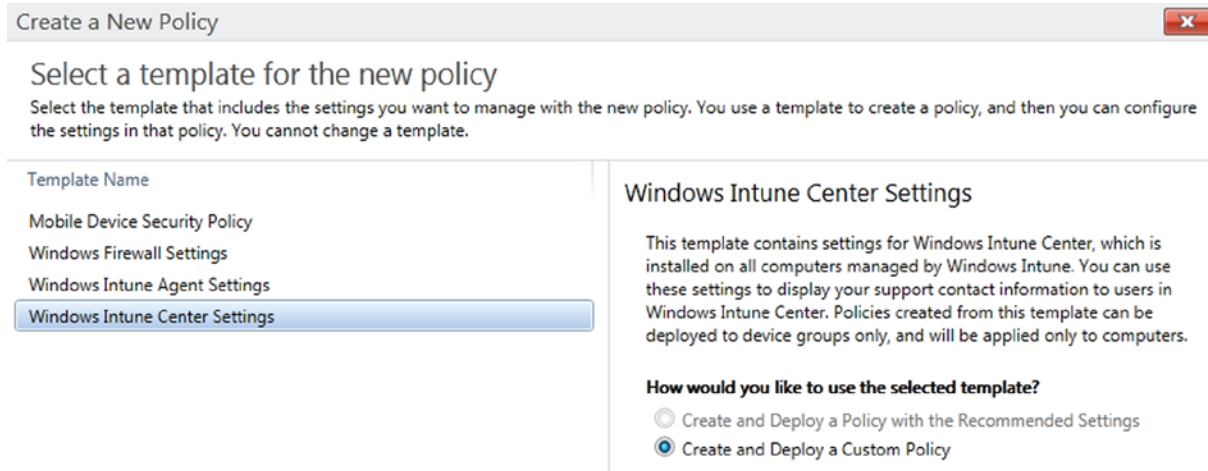 Create a New Policy
Select a template for the new policy
Select the template that includes the settings you want to manage with the new policy. You use a template to create a policy, and then you can configure
the settings in that policy. You cannot change a template.
Template Name
Mobile Device Security Policy
Windows Firewall Settings
Windows Intune Agent Settings
Windows Intune Center Settings
Windows Intune Center Settings
This template contains settings for Windows Intune Center, which is
installed on all computers managed by Windows Intune. You can use
these settings to display your support contact information to users in
Windows Intune Center. Policies created from this template can be
deployed to device groups only, and will be applied only to computers.
How would you like to use the selected template?
Create and Deploy a Policy with the Recommended Settings
Create and Deploy a Custom Policy